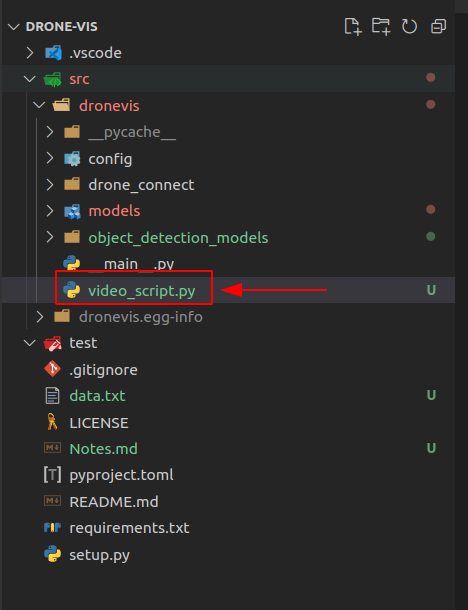 DRONE-VIS
.vscode
src
dronevis
__pycache__
config
drone_connect
models
object_detection_models
__main__.py
video_script.py U
dronevis.egg-info
test
.gitignore
data.txt U
LICENSE
Notes.md U
pyproject.toml
README.md
requirements.txt
setup.py